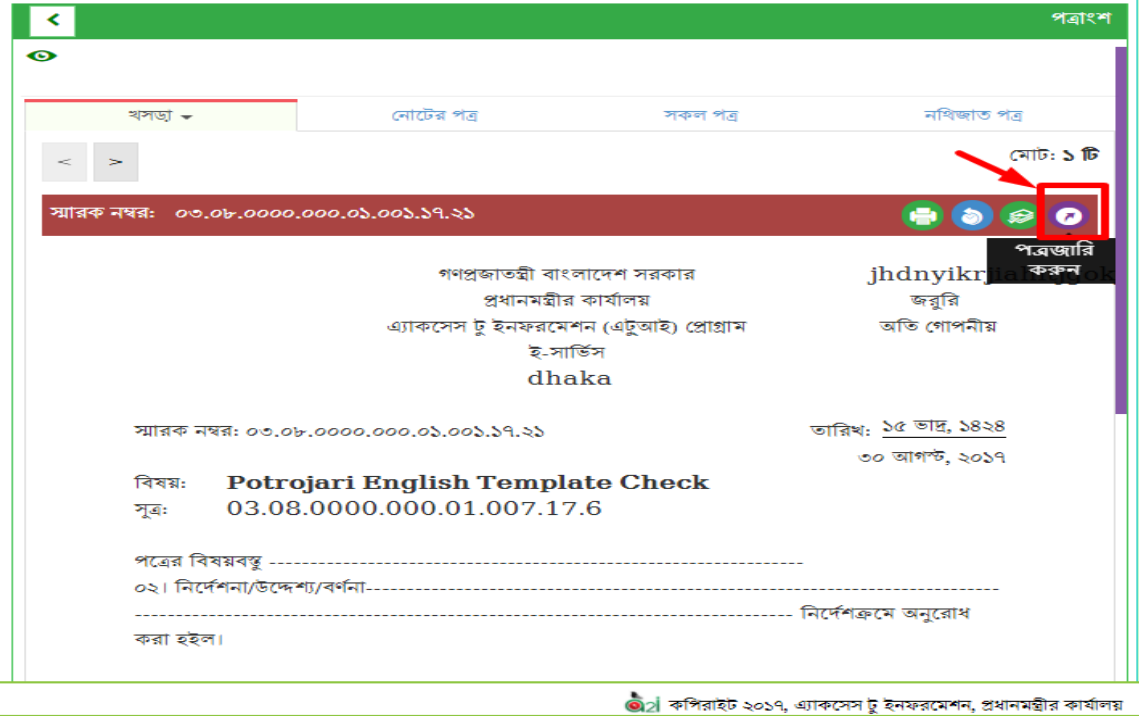 পত্রাংশ
খসড়া
নোটের পত্র
সকল পত্র
নথিজাত পত্র
< >
মোট: ১ টি
স্মারক নম্বর: ০৩.০৮.০০০০.০০০.০১.০০১.১৭.২১
পত্রজারি
করুন
গণপ্রজাতন্ত্রী বাংলাদেশ সরকার
প্রধানমন্ত্রীর কার্যালয়
এ্যাকসেস টু ইনফরমেশন (এটুআই) প্রোগ্রাম
ই-সার্ভিস
dhaka
জরুরি
অতি গোপনীয়
স্মারক নম্বর: ০৩.০৮.০০০০.০০০.০১.০০১.১৭.২১
তারিখ: ১৫ ভাদ্র, ১৪২৪
৩০ আগস্ট, ২০১৭
বিষয়: Potrojari English Template Check
সূত্র: 03.08.0000.000.01.007.17.6
পত্রের বিষয়বস্তু -----------------------------------------------------------------
০২। নির্দেশনা/উদ্দেশ্য/বর্ণনা-----------------------------------------------------------------------------
-------------------------------------------------------------------------------- নির্দেশক্রমে অনুরোধ
করা হইল।
কপিরাইট ২০১৭, এ্যাকসেস টু ইনফরমেশন, প্রধানমন্ত্রীর কার্যালয়